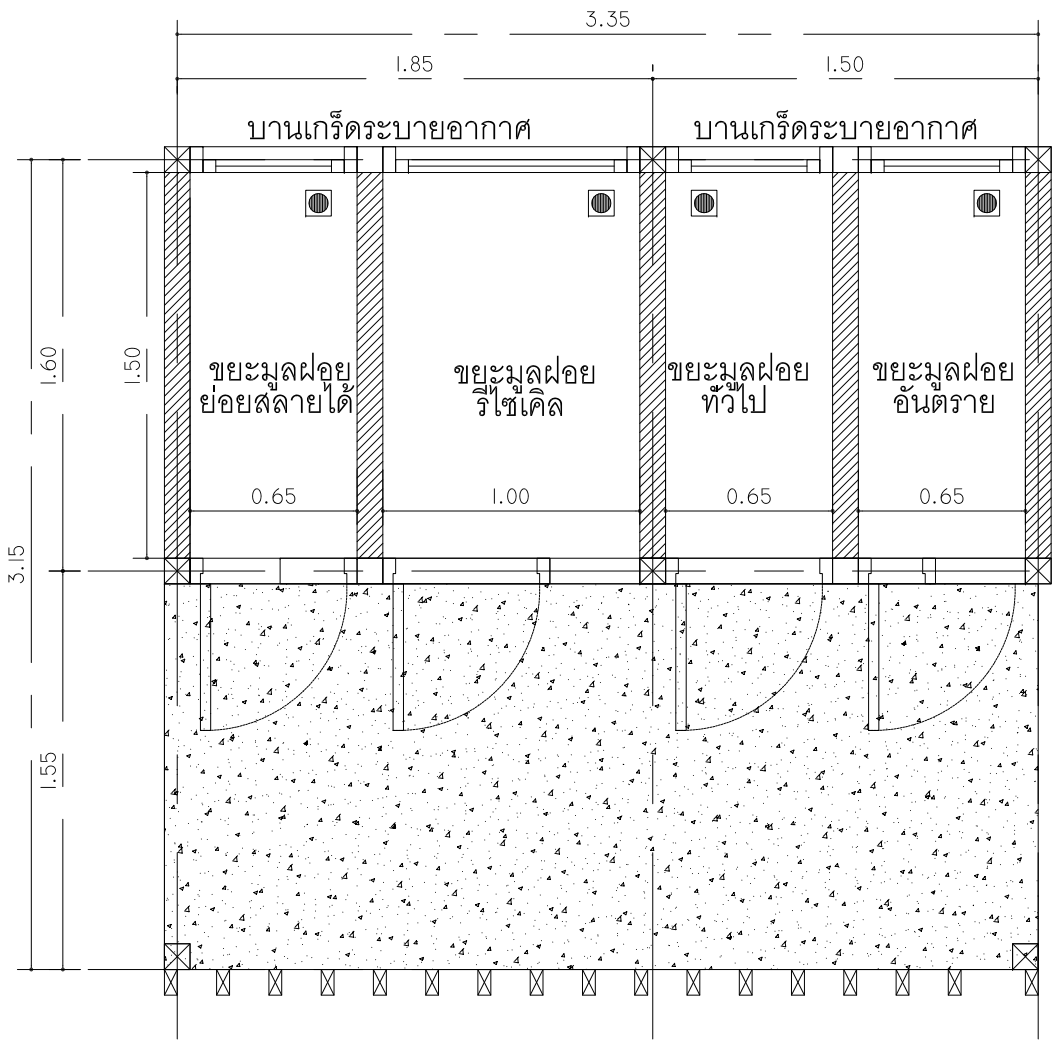 3.35
1.85
1.50
บานเกร็ดระบายอากาศ
บานเกร็ดระบายอากาศ
1.60
1.50
3.15
1.55
ขยะมูลฝอย
ย่อยสลายได้
ขยะมูลฝอย
รีไซเคิล
ขยะมูลฝอย
ทั่วไป
ขยะมูลฝอย
อันตราย
0.65
1.00
0.65
0.65